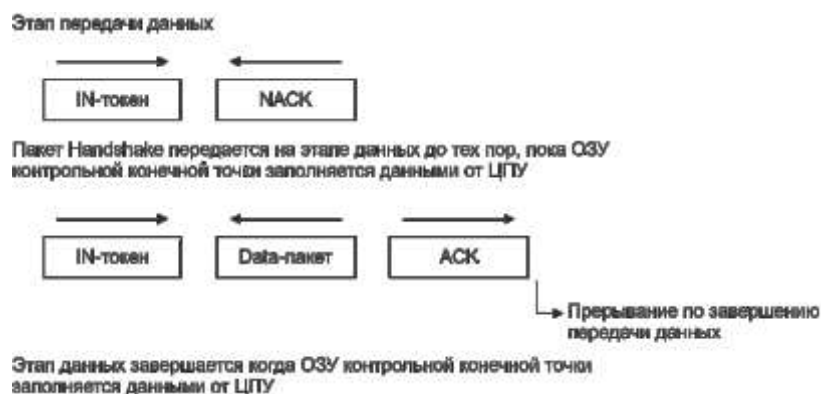 Этап передачи данных
IN-токен
NACK
Пакет Handshake передается на этапе данных до тех пор, пока ОЗУ
контрольной конечной точки заполняется данными от ЦПУ
IN-токен
Data-пакет
ACK
Прерывание по завершению
передачи данных
Этап данных завершается когда ОЗУ контрольной конечной точки
заполняется данными от ЦПУ